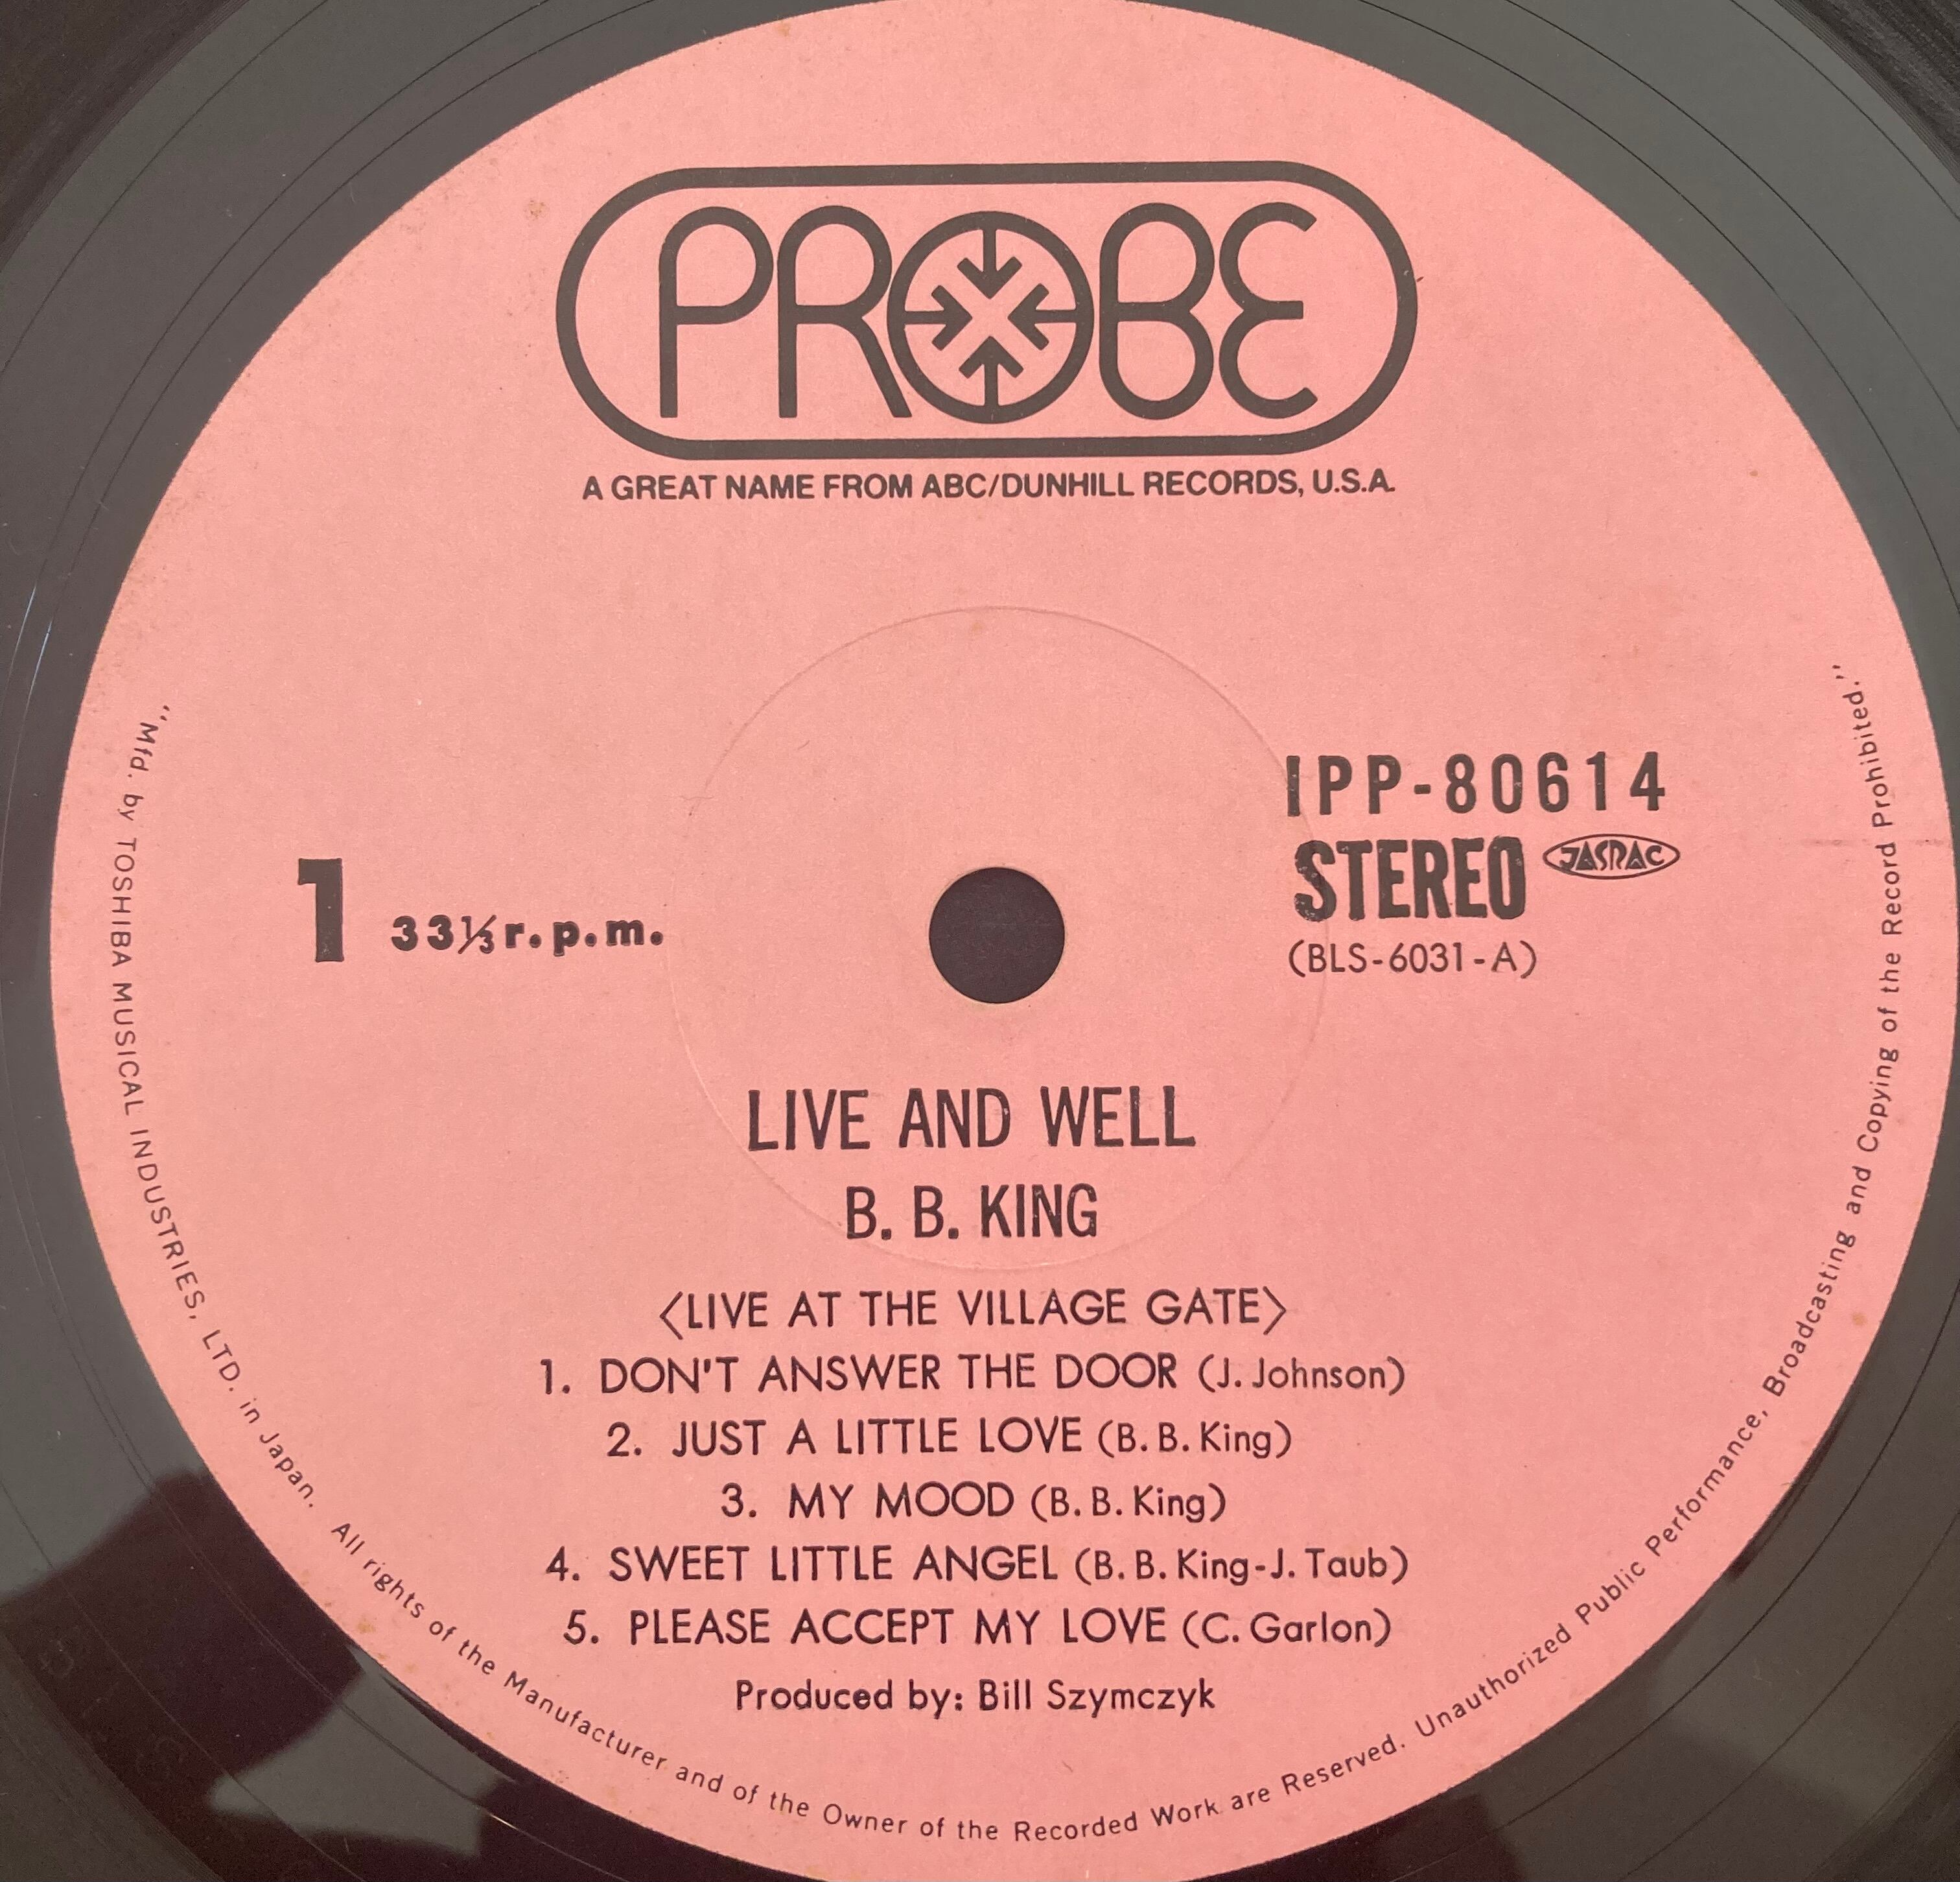 PROBE
A GREAT NAME FROM ABC/DUNHILL RECORDS, U.S.A.
IPP-80614
STEREO JASRAC
(BLS-6031-A)
1 33⅓ r.p.m.
LIVE AND WELL
B. B. KING
〈LIVE AT THE VILLAGE GATE〉
1. DON'T ANSWER THE DOOR (J. Johnson)
2. JUST A LITTLE LOVE (B. B. King)
3. MY MOOD (B. B. King)
4. SWEET LITTLE ANGEL (B. B. King-J. Taub)
5. PLEASE ACCEPT MY LOVE (C. Garlon)
Produced by: Bill Szymczyk
“Mfd. by TOSHIBA MUSICAL INDUSTRIES, LTD. in Japan. All rights of the Manufacturer and of the Owner of the Recorded Work are Reserved. Unauthorized Public Performance, Broadcasting and Copying of the Record Prohibited.”